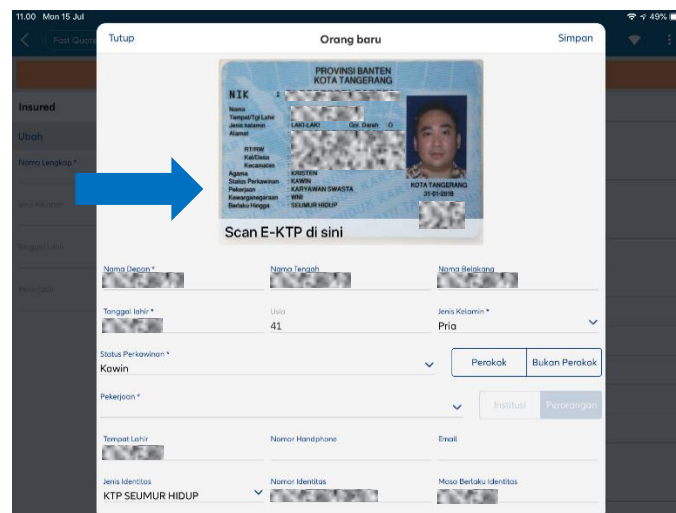 11.00 Mon 15 Jul
49%
Fast Quote
Tutup
Orang baru
Simpan
Insured
Ubah
Nama Lengkap *
Jenis Kelamin
Tanggal Lahir
Pekerjaan
PROVINSI BANTEN
KOTA TANGERANG
NIK :
Nama
Tempat/Tgl Lahir
Jenis kelamin : LAKI-LAKI Gol. Darah : O
Alamat
RT/RW
Kel/Desa
Kecamatan
Agama : KRISTEN
Status Perkawinan : KAWIN
Pekerjaan : KARYAWAN SWASTA
Kewarganegaraan : WNI
Berlaku Hingga : SEUMUR HIDUP
KOTA TANGERANG
31-01-2018
Scan E-KTP di sini
Nama Depan *
Nama Tengah
Nama Belakang
Tanggal lahir *
Usia
41
Jenis Kelamin *
Pria
Status Perkawinan *
Kawin
Perokok
Bukan Perokok
Pekerjaan *
Institusi
Perorangan
Tempat Lahir
Nomor Handphone
Email
Jenis Identitas
KTP SEUMUR HIDUP
Nomor Identitas
Masa Berlaku Identitas